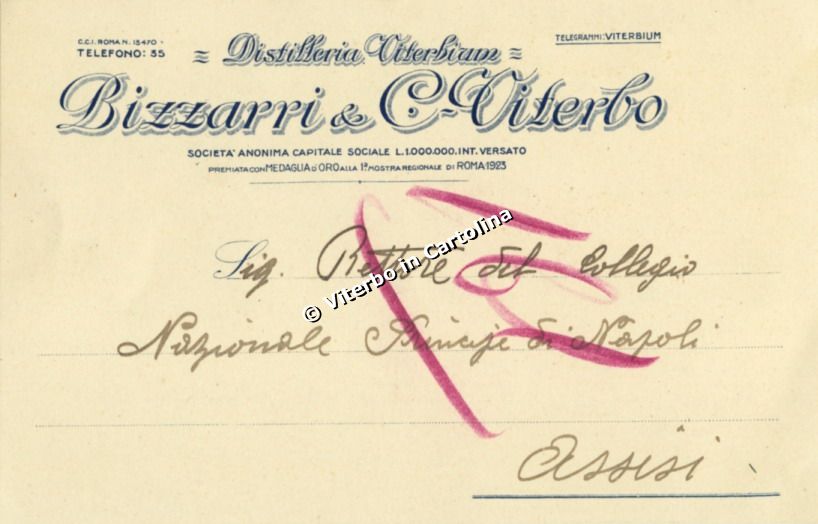 C.C.I. ROMA N. 13470
TELEFONO: 35
Distilleria Viterbium
TELEGRAMMI: VITERBIUM
Bizzarri & C.-Viterbo
SOCIETA' ANONIMA CAPITALE SOCIALE L.1.000.000.INT. VERSATO
PREMIATA CON MEDAGLIA D'ORO ALLA 1ª MOSTRA REGIONALE DI ROMA 1923
Sig. Rettore del Collegio
Nazionale Principe di Napoli
Assisi
© Viterbo in Cartolina